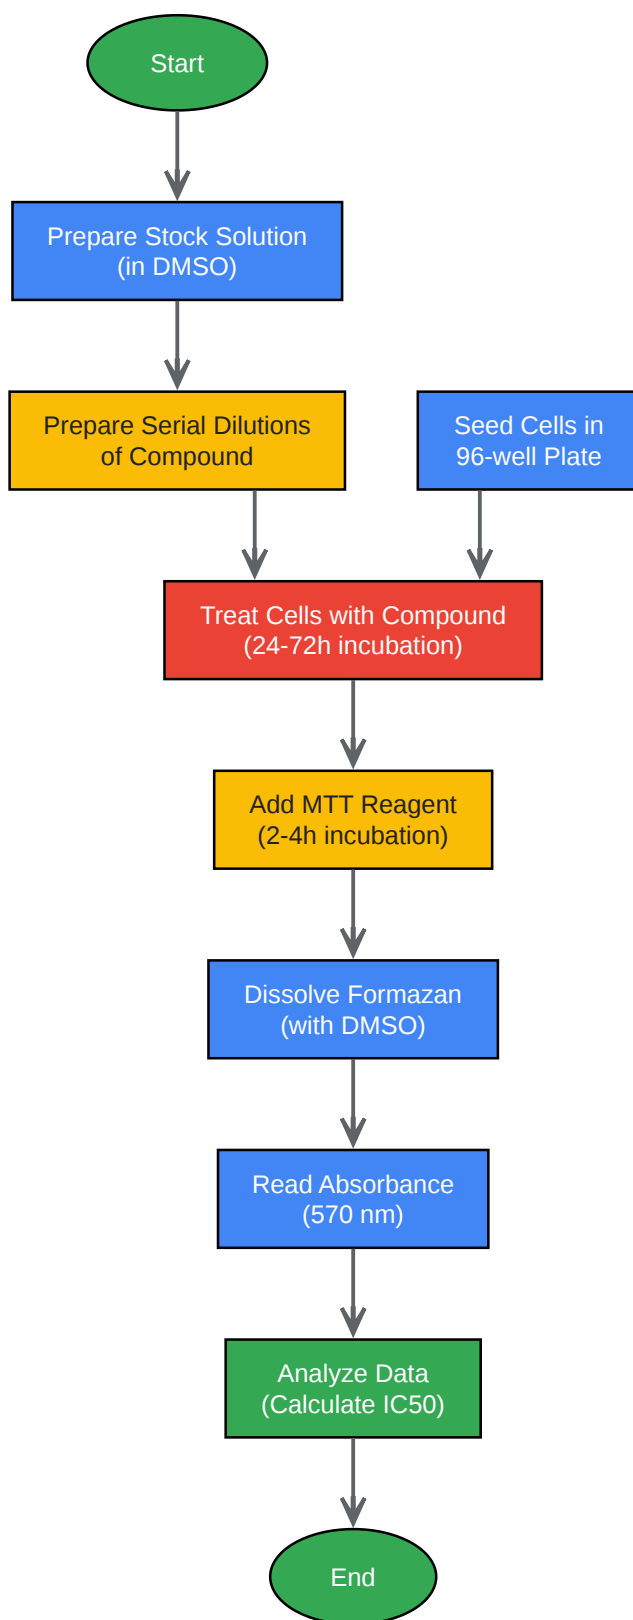 Start
Prepare Stock Solution
(in DMSO)
Prepare Serial Dilutions
of Compound
Seed Cells in
96-well Plate
Treat Cells with Compound
(24-72h incubation)
Add MTT Reagent
(2-4h incubation)
Dissolve Formazan
(with DMSO)
Read Absorbance
(570 nm)
Analyze Data
(Calculate IC50)
End